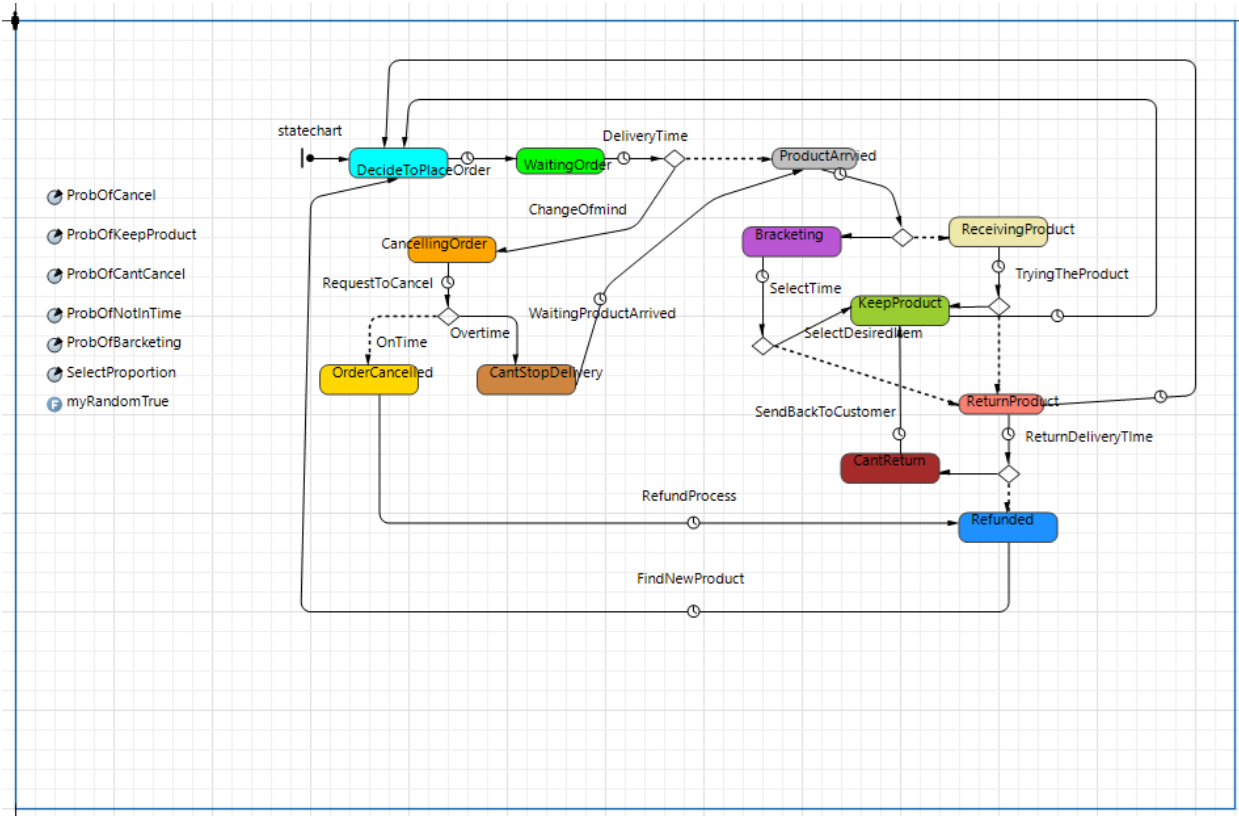 statechart
DeliveryTime
DecideToPlaceOrder
WaitingOrder
ProductArrvied
ProbOfCancel
ProbOfKeepProduct
ProbOfCantCancel
ProbOfNotInTime
ProbOfBarcketing
SelectProportion
myRandomTrue
ChangeOfmind
CancellingOrder
RequestToCancel
Overtime
OnTime
OrderCancelled
CantStopDelivery
WaitingProductArrived
Bracketing
ReceivingProduct
TryingTheProduct
SelectTime
KeepProduct
SelectDesiredItem
ReturnProduct
SendBackToCustomer
ReturnDeliveryTIme
CantReturn
RefundProcess
Refunded
FindNewProduct